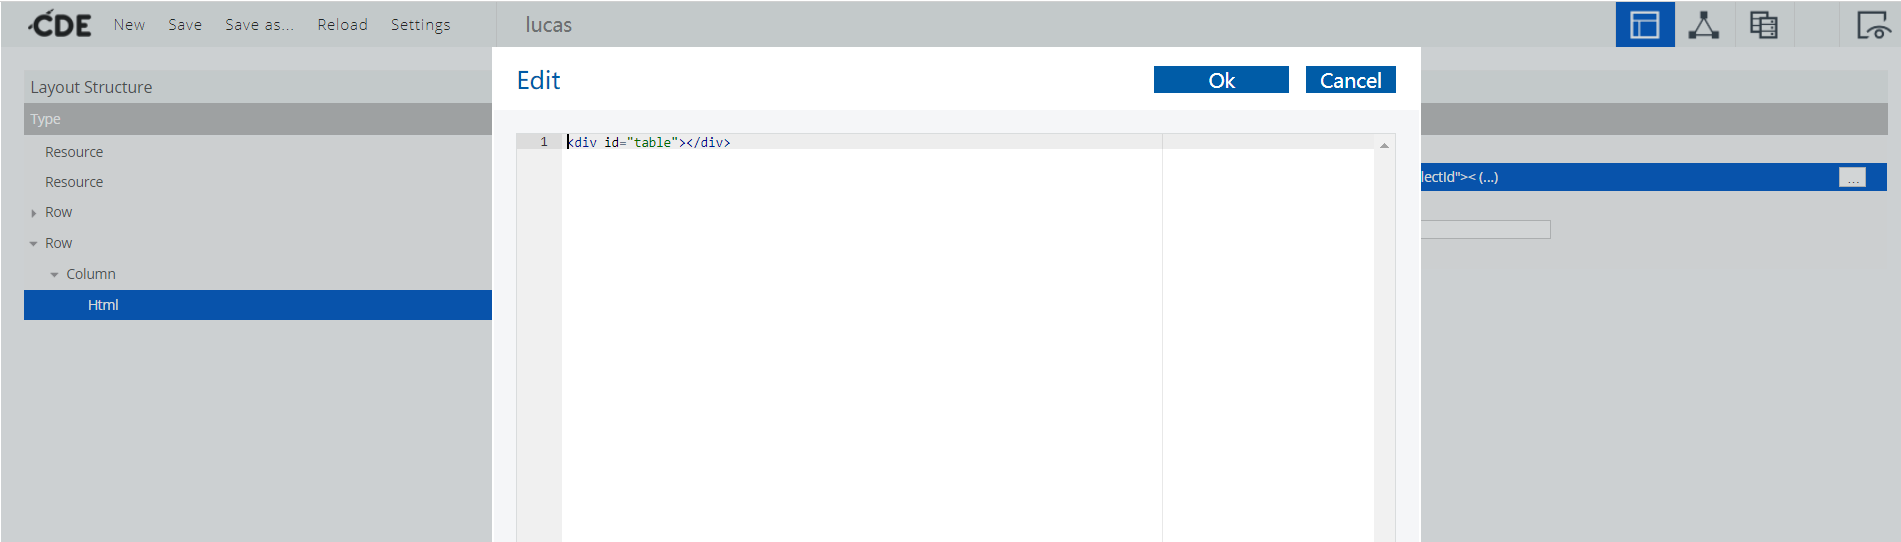 CDE New Save Save as... Reload Settings lucas
Edit Ok Cancel
Layout Structure
Type
1 <div id="table"></div>
Resource
lectId">< (...) ...
Resource
Row
Row
Column
Html